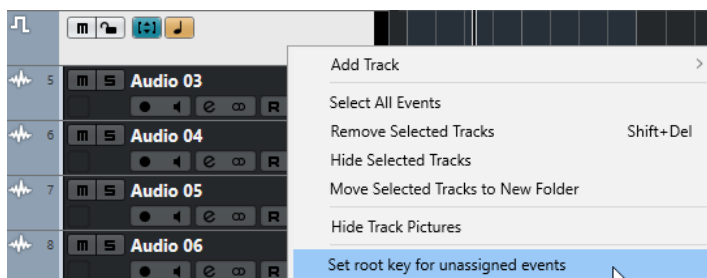 m
Add Track >
5 m S Audio 03
e R
Select All Events
6 m S Audio 04
e R
Remove Selected Tracks Shift+Del
Hide Selected Tracks
7 m S Audio 05
e R
Move Selected Tracks to New Folder
Hide Track Pictures
8 m S Audio 06
e R
Set root key for unassigned events